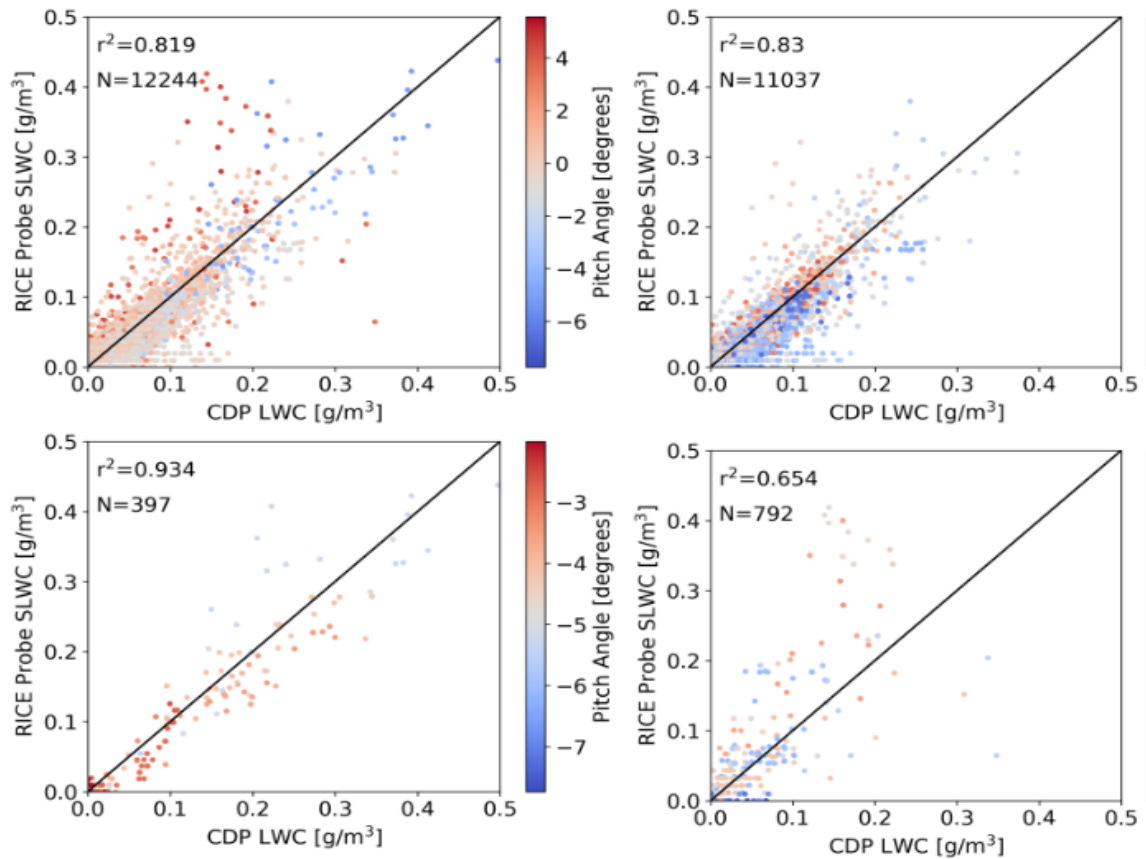 0.5
0.4
0.3
0.2
0.1
0.0
RICE Probe SLWC [g/m³]
r²=0.819
N=12244
0.0 0.1 0.2 0.3 0.4 0.5
CDP LWC [g/m³]
4
2
0
−2
−4
−6
Pitch Angle [degrees]
0.5
0.4
0.3
0.2
0.1
0.0
RICE Probe SLWC [g/m³]
r²=0.83
N=11037
0.0 0.1 0.2 0.3 0.4 0.5
CDP LWC [g/m³]
0.5
0.4
0.3
0.2
0.1
0.0
RICE Probe SLWC [g/m³]
r²=0.934
N=397
0.0 0.1 0.2 0.3 0.4 0.5
CDP LWC [g/m³]
−3
−4
−5
−6
−7
Pitch Angle [degrees]
0.5
0.4
0.3
0.2
0.1
0.0
RICE Probe SLWC [g/m³]
r²=0.654
N=792
0.0 0.1 0.2 0.3 0.4 0.5
CDP LWC [g/m³]